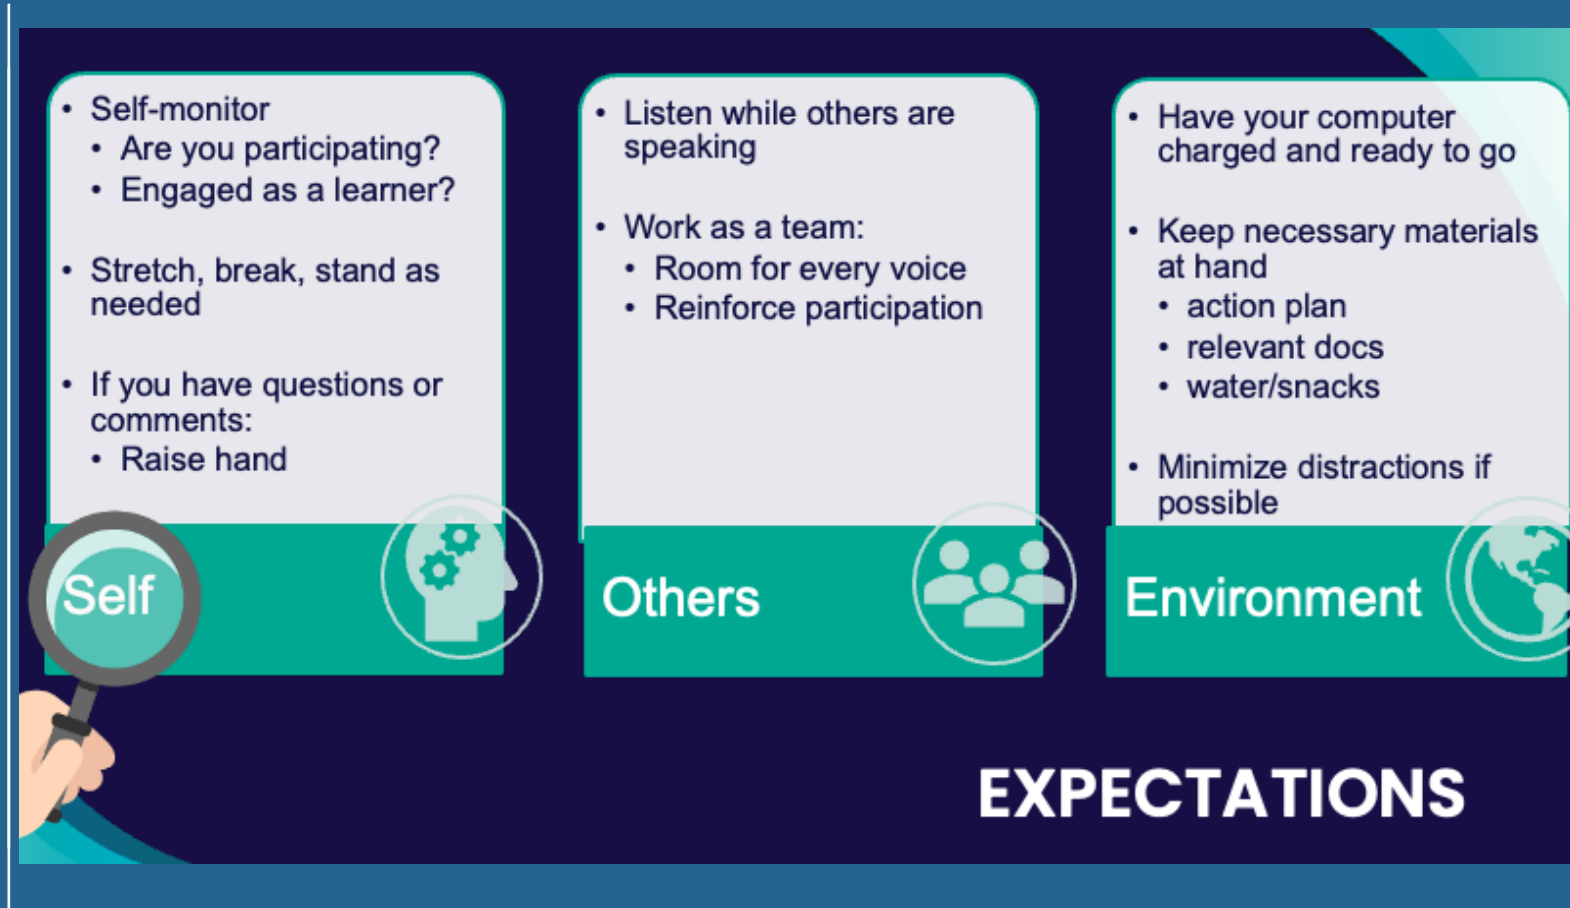 • Self-monitor
• Are you participating?
• Engaged as a learner?
• Stretch, break, stand as
needed
• If you have questions or
comments:
• Raise hand
Self
• Listen while others are
speaking
• Work as a team:
• Room for every voice
• Reinforce participation
Others
• Have your computer
charged and ready to go
• Keep necessary materials
at hand
• action plan
• relevant docs
• water/snacks
• Minimize distractions if
possible
Environment
EXPECTATIONS